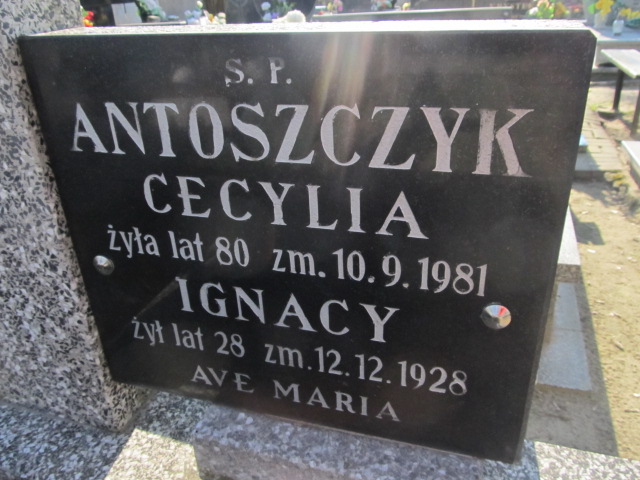 S. P.
ANTOSZCZYK
CECYLIA
żyła lat 80 zm. 10.9.1981
IGNACY
żył lat 28 zm. 12.12.1928
AVE MARIA